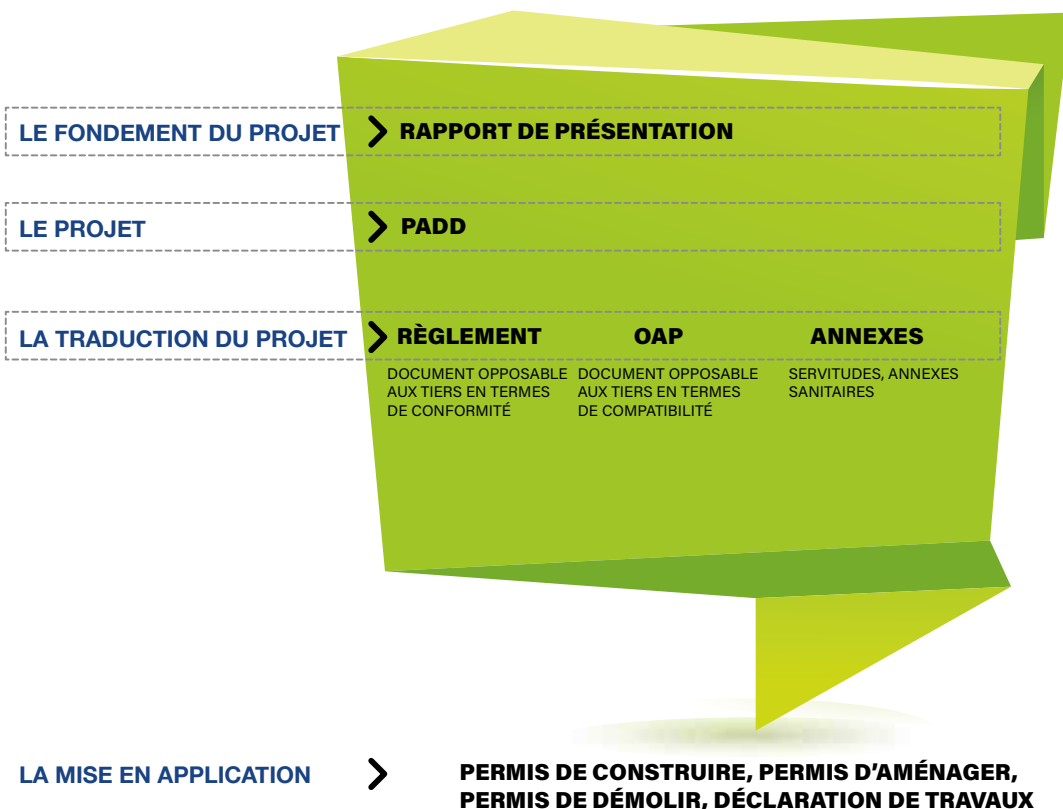 LE FONDEMENT DU PROJET
RAPPORT DE PRÉSENTATION
LE PROJET
PADD
LA TRADUCTION DU PROJET
RÈGLEMENT
DOCUMENT OPPOSABLE
AUX TIERS EN TERMES
DE CONFORMITÉ
OAP
DOCUMENT OPPOSABLE
AUX TIERS EN TERMES
DE COMPATIBILITÉ
ANNEXES
SERVITUDES, ANNEXES
SANITAIRES
LA MISE EN APPLICATION
PERMIS DE CONSTRUIRE, PERMIS D'AMÉNAGER,
PERMIS DE DÉMOLIR, DÉCLARATION DE TRAVAUX